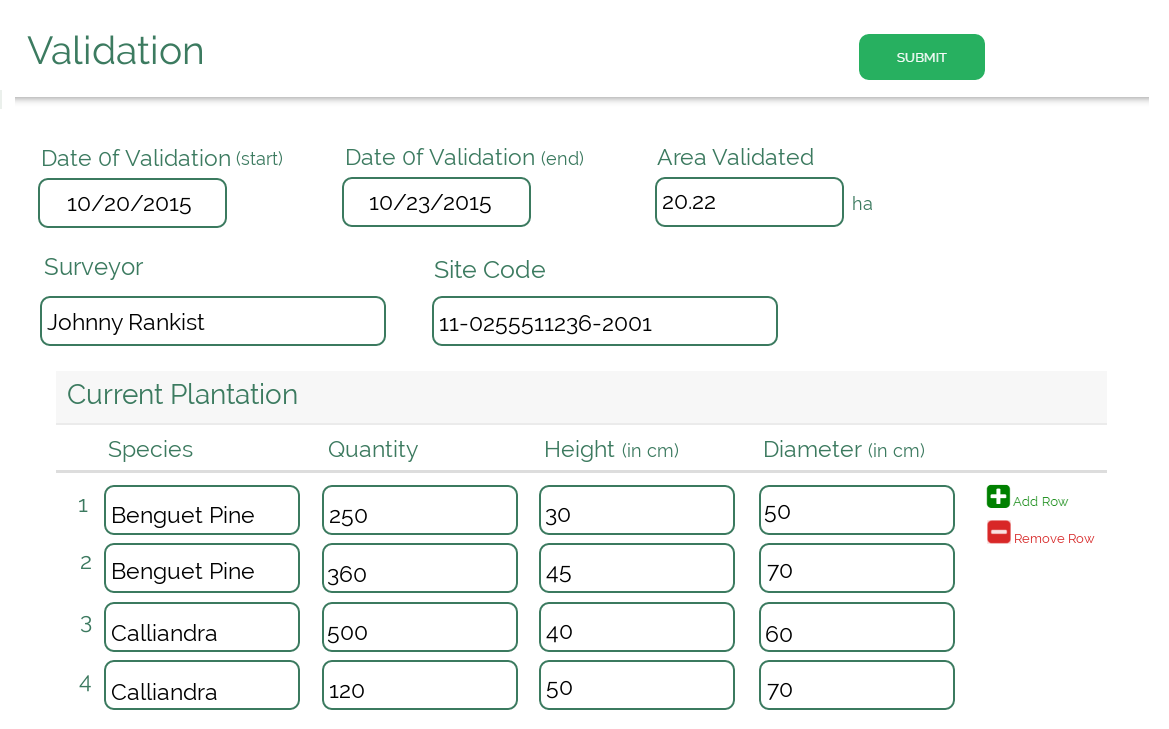 Validation
SUBMIT
Date 0f Validation (start) Date 0f Validation (end) Area Validated
10/20/2015 10/23/2015 20.22 ha
Surveyor Site Code
Johnny Rankist 11-0255511236-2001
Current Plantation
Species Quantity Height (in cm) Diameter (in cm)
1 Benguet Pine 250 30 50 Add Row
Remove Row
2 Benguet Pine 360 45 70
3 Calliandra 500 40 60
4 Calliandra 120 50 70